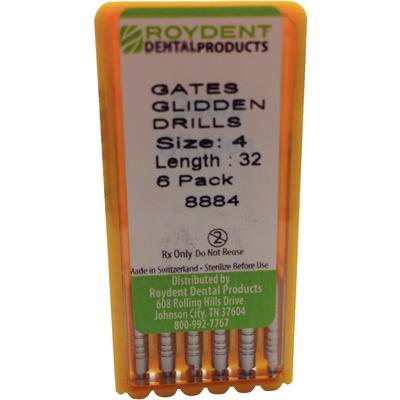 ROYDENT
DENTALPRODUCTS
GATES
GLIDDEN
DRILLS
Size: 4
Length : 32
6 Pack
8884
2
Rx Only Do Not Reuse
Made in Switzerland • Sterilize Before Use
Distributed by
Roydent Dental Products
608 Rolling Hills Drive
Johnson City, TN 37604
800-992-7767